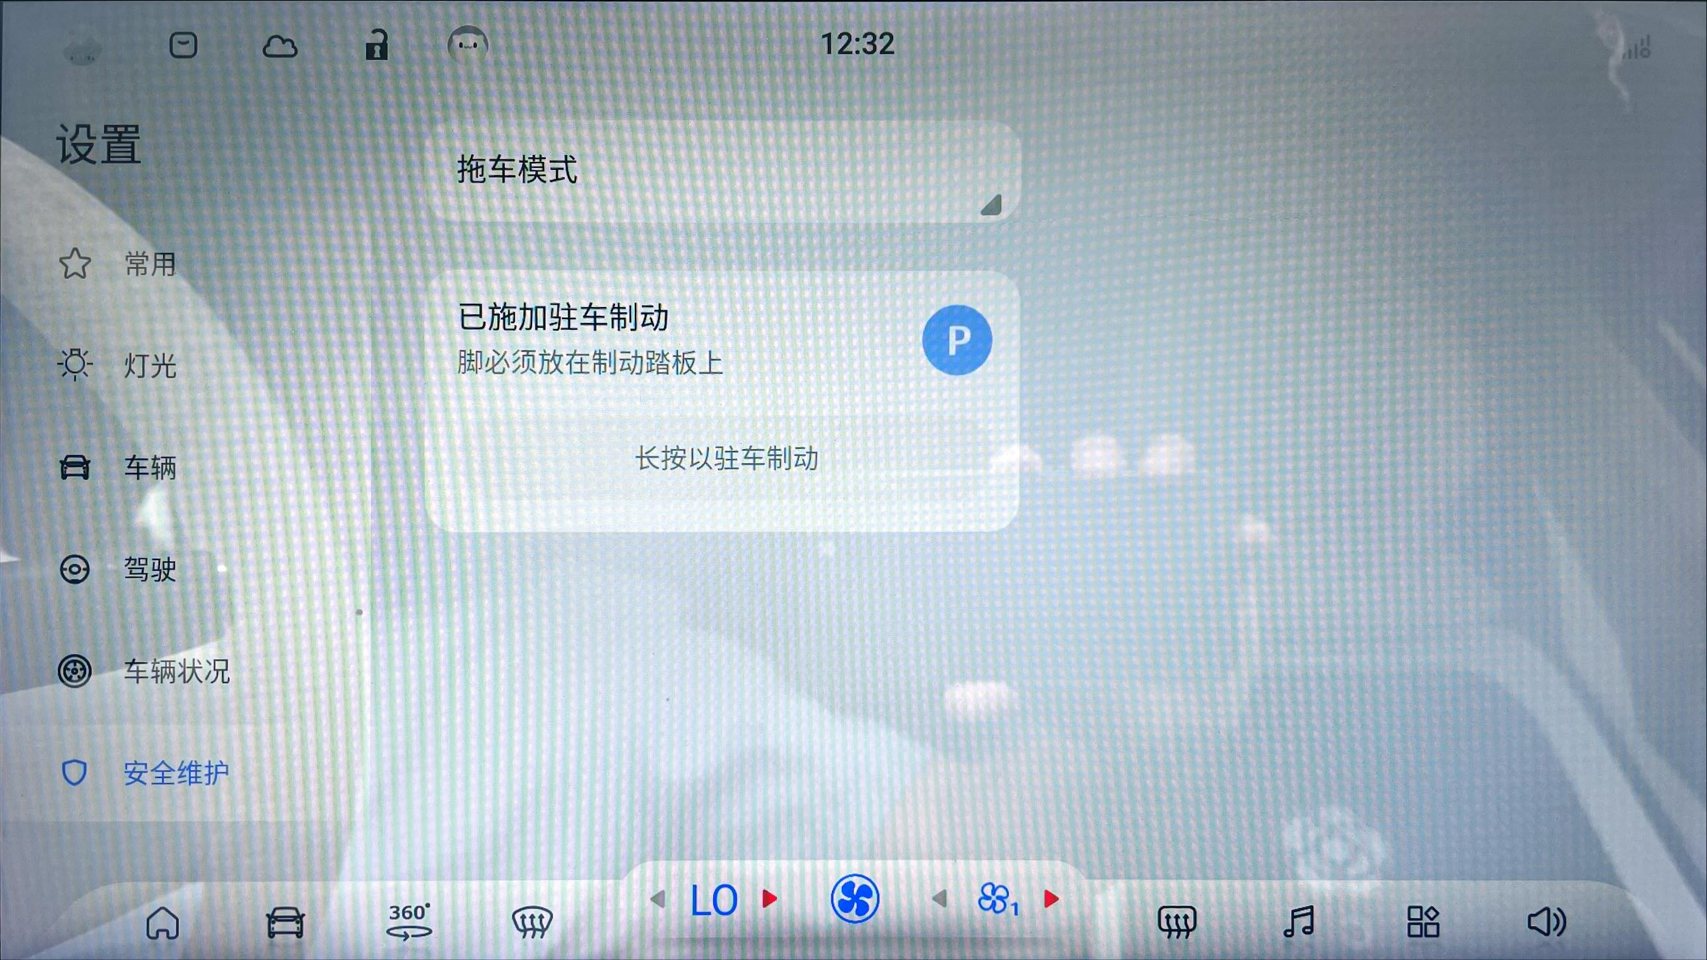 12:32
设置
常用
灯光
车辆
驾驶
车辆状况
安全维护
拖车模式
已施加驻车制动
脚必须放在制动踏板上
P
长按以驻车制动
360°
LO
1